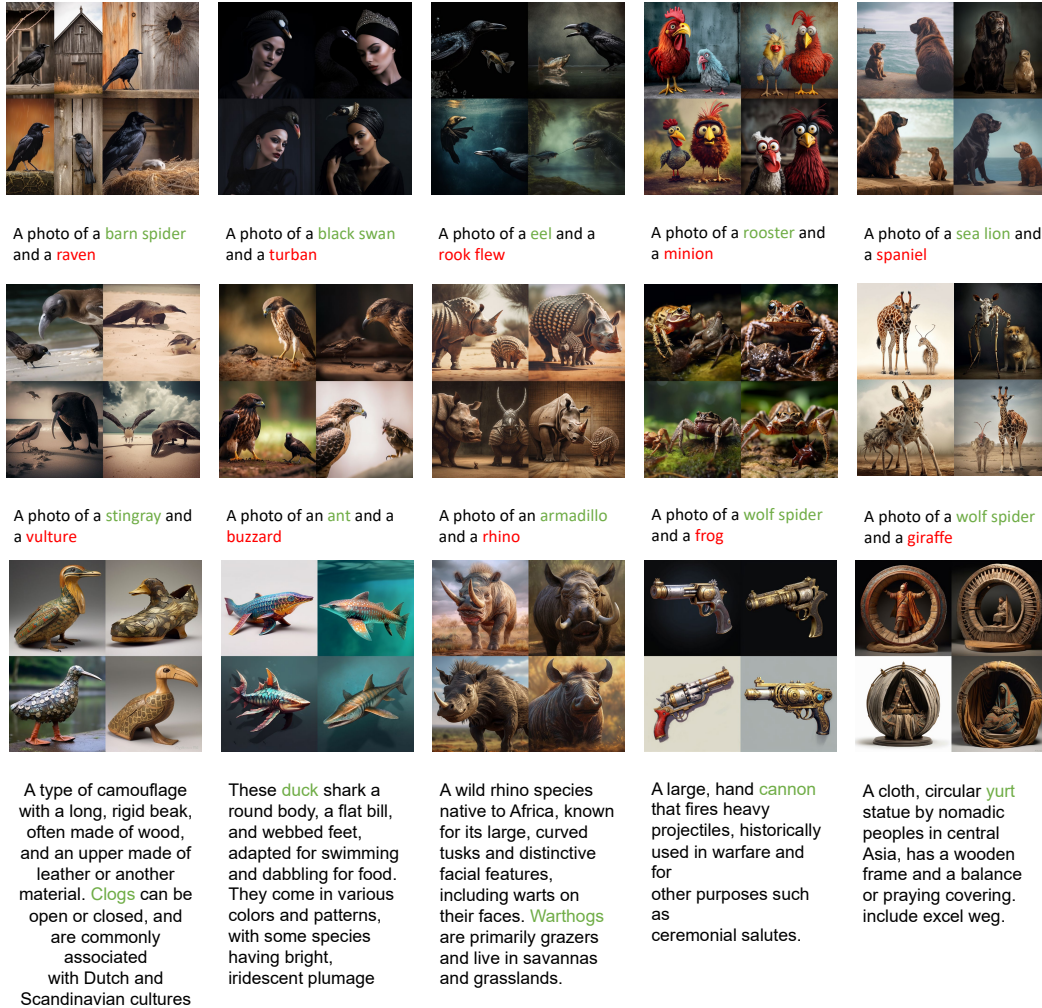 A photo of a barn spider
and a raven
A photo of a black swan
and a turban
A photo of a eel and a
rook flew
A photo of a rooster and
a minion
A photo of a sea lion and
a spaniel
A photo of a stingray and
a vulture
A photo of an ant and a
buzzard
A photo of an armadillo
and a rhino
A photo of a wolf spider
and a frog
A photo of a wolf spider
and a giraffe
A type of camouflage
with a long, rigid beak,
often made of wood,
and an upper made of
leather or another
material. Clogs can be
open or closed, and
are commonly
associated
with Dutch and
Scandinavian cultures
These duck shark a
round body, a flat bill,
and webbed feet,
adapted for swimming
and dabbling for food.
They come in various
colors and patterns,
with some species
having bright,
iridescent plumage
A wild rhino species
native to Africa, known
for its large, curved
tusks and distinctive
facial features,
including warts on
their faces. Warthogs
are primarily grazers
and live in savannas
and grasslands.
A large, hand cannon
that fires heavy
projectiles, historically
used in warfare and
for
other purposes such
as
ceremonial salutes.
A cloth, circular yurt
statue by nomadic
peoples in central
Asia, has a wooden
frame and a balance
or praying covering.
include excel weg.